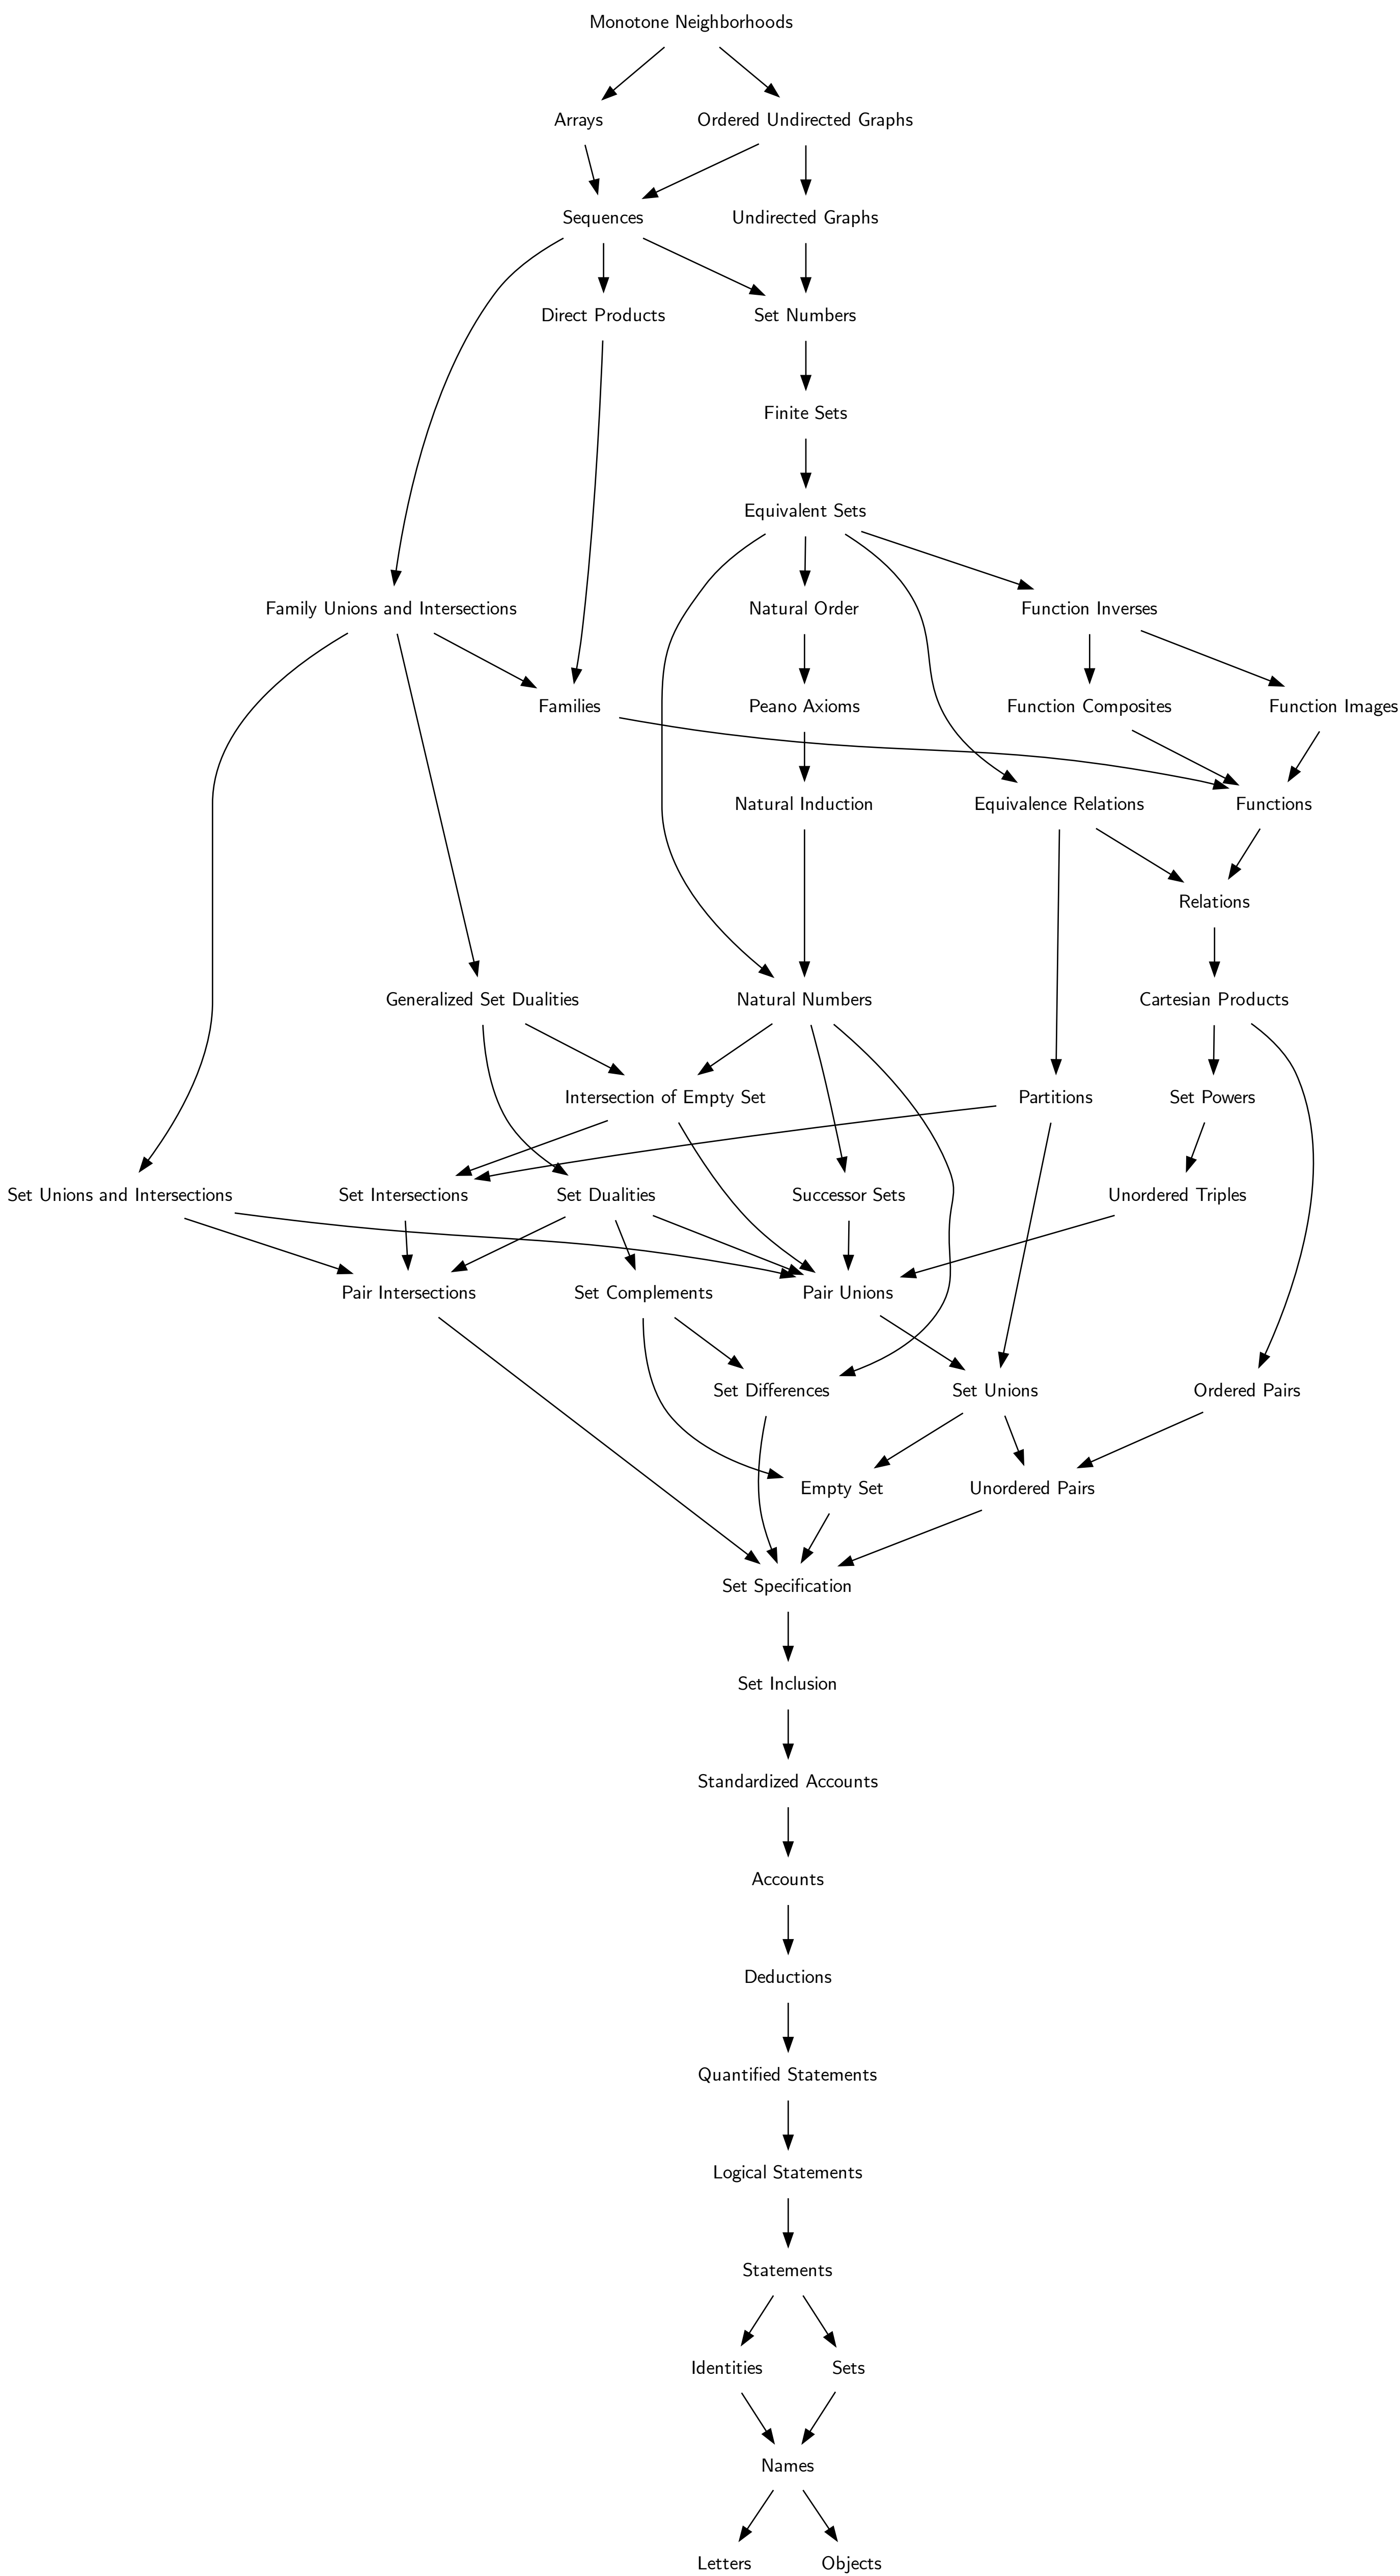 Monotone Neighborhoods
Arrays
Ordered Undirected Graphs
Sequences
Undirected Graphs
Direct Products
Set Numbers
Finite Sets
Equivalent Sets
Family Unions and Intersections
Natural Order
Function Inverses
Families
Peano Axioms
Function Composites
Function Images
Natural Induction
Equivalence Relations
Functions
Relations
Generalized Set Dualities
Natural Numbers
Cartesian Products
Intersection of Empty Set
Partitions
Set Powers
Set Unions and Intersections
Set Intersections
Set Dualities
Successor Sets
Unordered Triples
Pair Intersections
Set Complements
Pair Unions
Set Differences
Set Unions
Ordered Pairs
Empty Set
Unordered Pairs
Set Specification
Set Inclusion
Standardized Accounts
Accounts
Deductions
Quantified Statements
Logical Statements
Statements
Identities
Sets
Names
Letters
Objects